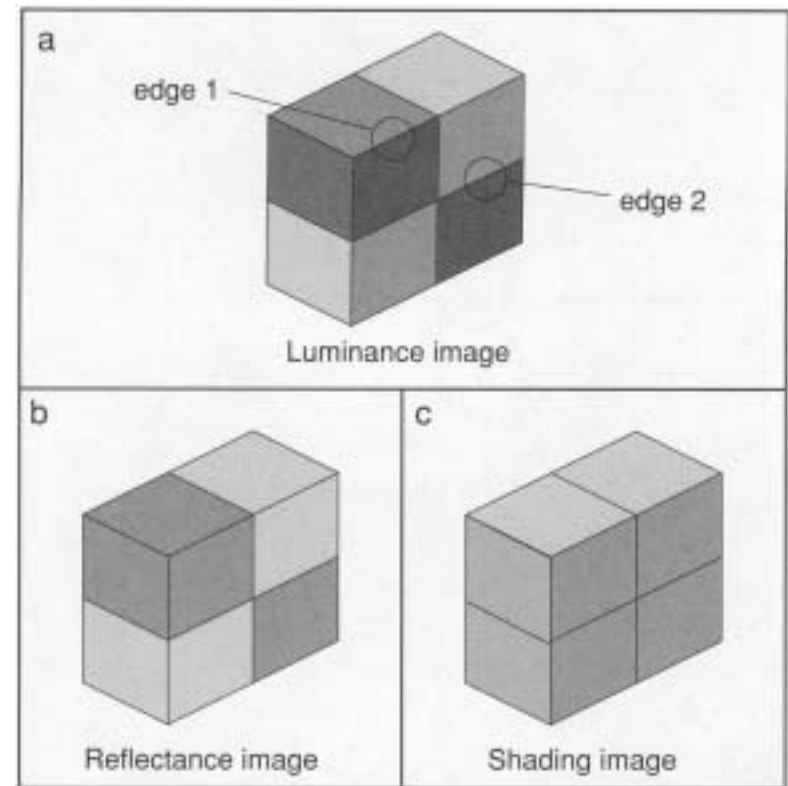 a
edge 1
edge 2
Luminance image
b
Reflectance image
c
Shading image